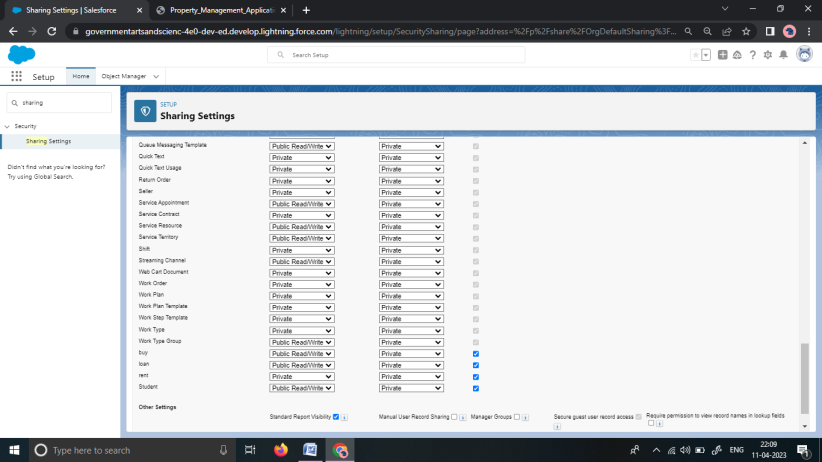 Sharing Settings | Salesforce
Property_Management_Applicatio
governmentartsandscienc-4e0-dev-ed.develop.lightning.force.com/lightning/setup/SecuritySharing/page?address=%2Fp%2Fshare%2FOrgDefaultSharing%3F...
Search Setup
Setup Home Object Manager
sharing
Security
Sharing Settings
Didn't find what you're looking for?
Try using Global Search.
SETUP
Sharing Settings
Queue Messaging Template Public Read/Write Private
Quick Text Private Private
Quick Text Usage Private Private
Return Order Private Private
Seller Private Private
Service Appointment Public Read/Write Private
Service Contract Private Private
Service Resource Public Read/Write Private
Service Territory Public Read/Write Private
Shift Private Private
Streaming Channel Public Read/Write Private
Web Cart Document Private Private
Work Order Private Private
Work Plan Private Private
Work Plan Template Private Private
Work Step Template Private Private
Work Type Private Private
Work Type Group Public Read/Write Private
buy Public Read/Write Private
loan Public Read/Write Private
rent Private Private
Student Public Read/Write Private
Other Settings
Standard Report Visibility i Manual User Record Sharing i Manager Groups i Secure guest user record access i Require permission to view record names in lookup fields i
Type here to search
ENG
22:09
11-04-2023
1